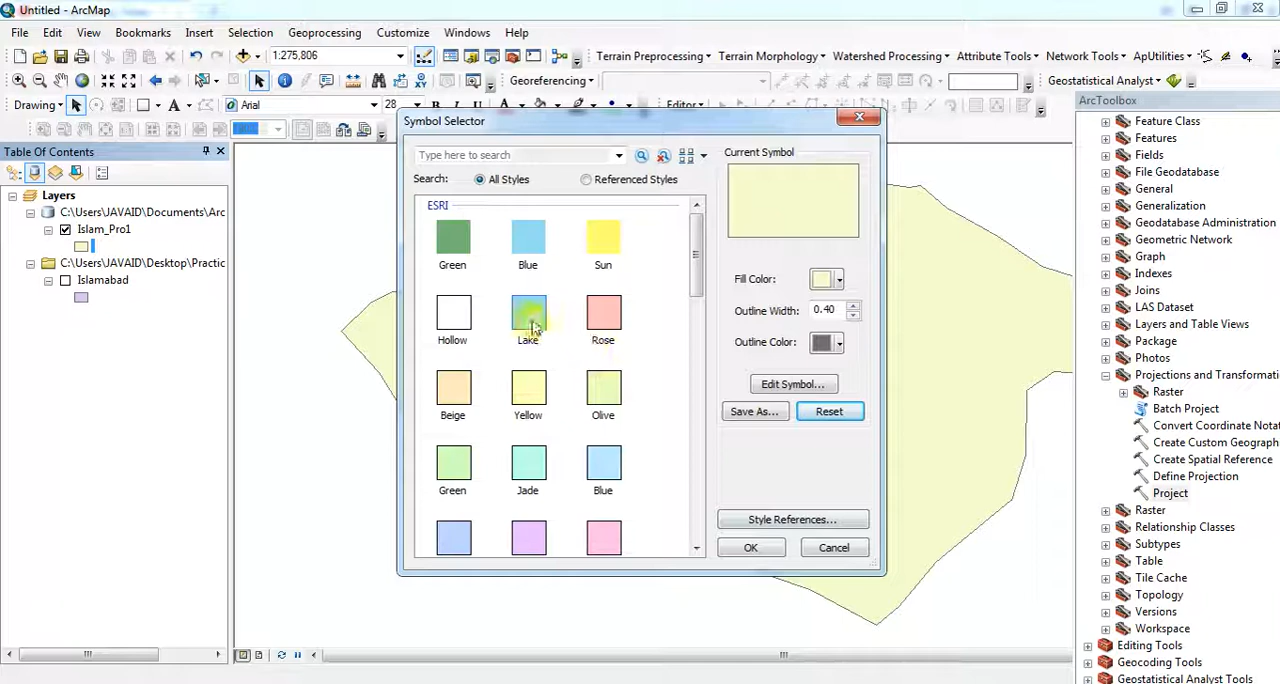 Untitled - ArcMap
File Edit View Bookmarks Insert Selection Geoprocessing Customize Windows Help
1:275,806 Terrain Preprocessing Terrain Morphology Watershed Processing Attribute Tools Network Tools ApUtilities
Georeferencing Geostatistical Analyst
Drawing A Arial 28 B I U A Editor
Table Of Contents
Layers
C:\Users\JAVAID\Documents\Arc
Islam_Pro1
C:\Users\JAVAID\Desktop\Practic
Islamabad
Symbol Selector
Type here to search
Search: All Styles Referenced Styles
ESRI
Green Blue Sun
Hollow Lake Rose
Beige Yellow Olive
Green Jade Blue
Current Symbol
Fill Color:
Outline Width: 0.40
Outline Color:
Edit Symbol...
Save As... Reset
Style References...
OK Cancel
ArcToolbox
Feature Class
Features
Fields
File Geodatabase
General
Generalization
Geodatabase Administration
Geometric Network
Graph
Indexes
Joins
LAS Dataset
Layers and Table Views
Package
Photos
Projections and Transformatio
Raster
Batch Project
Convert Coordinate Notat
Create Custom Geograph
Create Spatial Reference
Define Projection
Project
Raster
Relationship Classes
Subtypes
Table
Tile Cache
Topology
Versions
Workspace
Editing Tools
Geocoding Tools
Geostatistical Analyst Tools